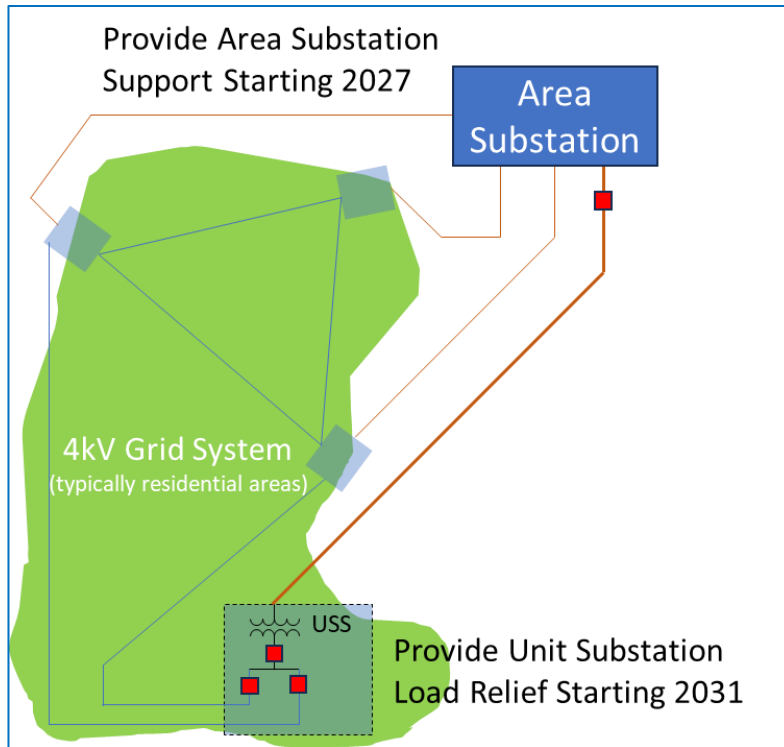 Provide Area Substation
Support Starting 2027
Area
Substation
4kV Grid System
(typically residential areas)
USS
Provide Unit Substation
Load Relief Starting 2031